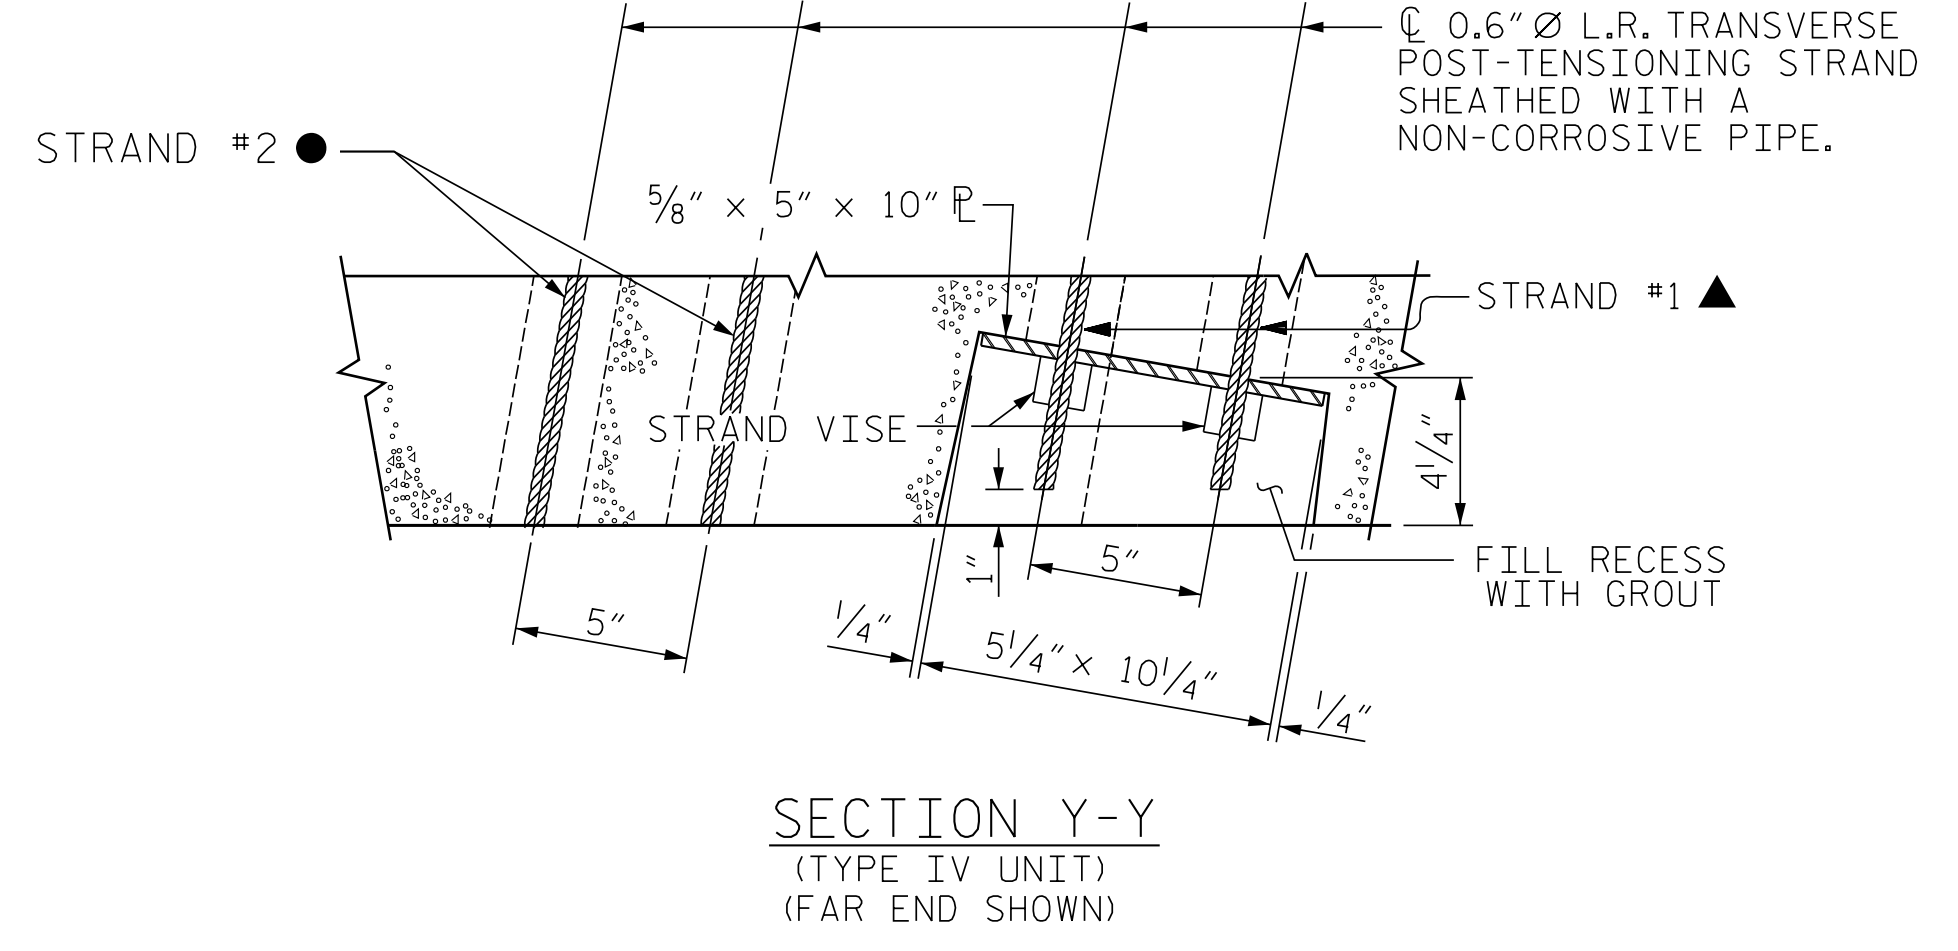 ℄ 0.6" Ø L.R. TRANSVERSE
POST-TENSIONING STRAND
SHEATHED WITH A
NON-CORROSIVE PIPE.
STRAND #2 ●
5/8" x 5" x 10" ⅊
STRAND #1 ▲
STRAND VISE
4 1/4"
1"
5"
FILL RECESS
WITH GROUT
5"
1/4"
5 1/4" x 10 1/4"
1/4"
SECTION Y-Y
(TYPE IV UNIT)
(FAR END SHOWN)